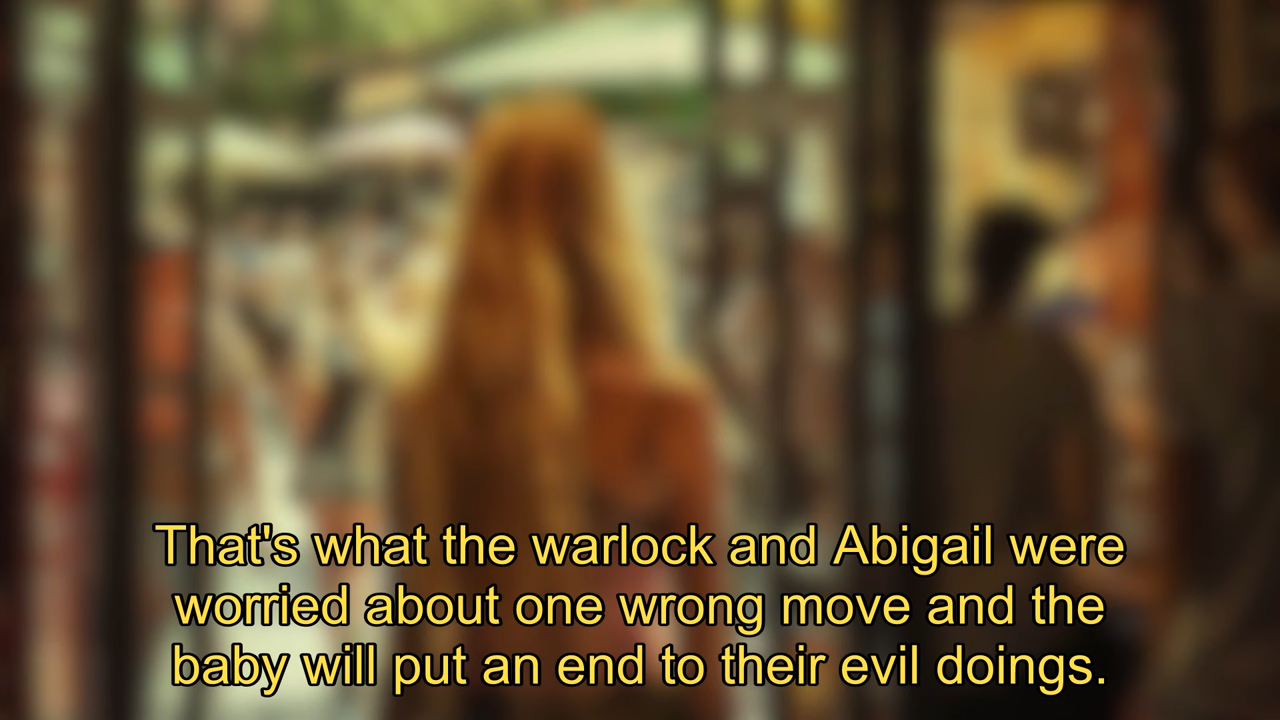 That's what the warlock and Abigail were
worried about one wrong move and the
baby will put an end to their evil doings.